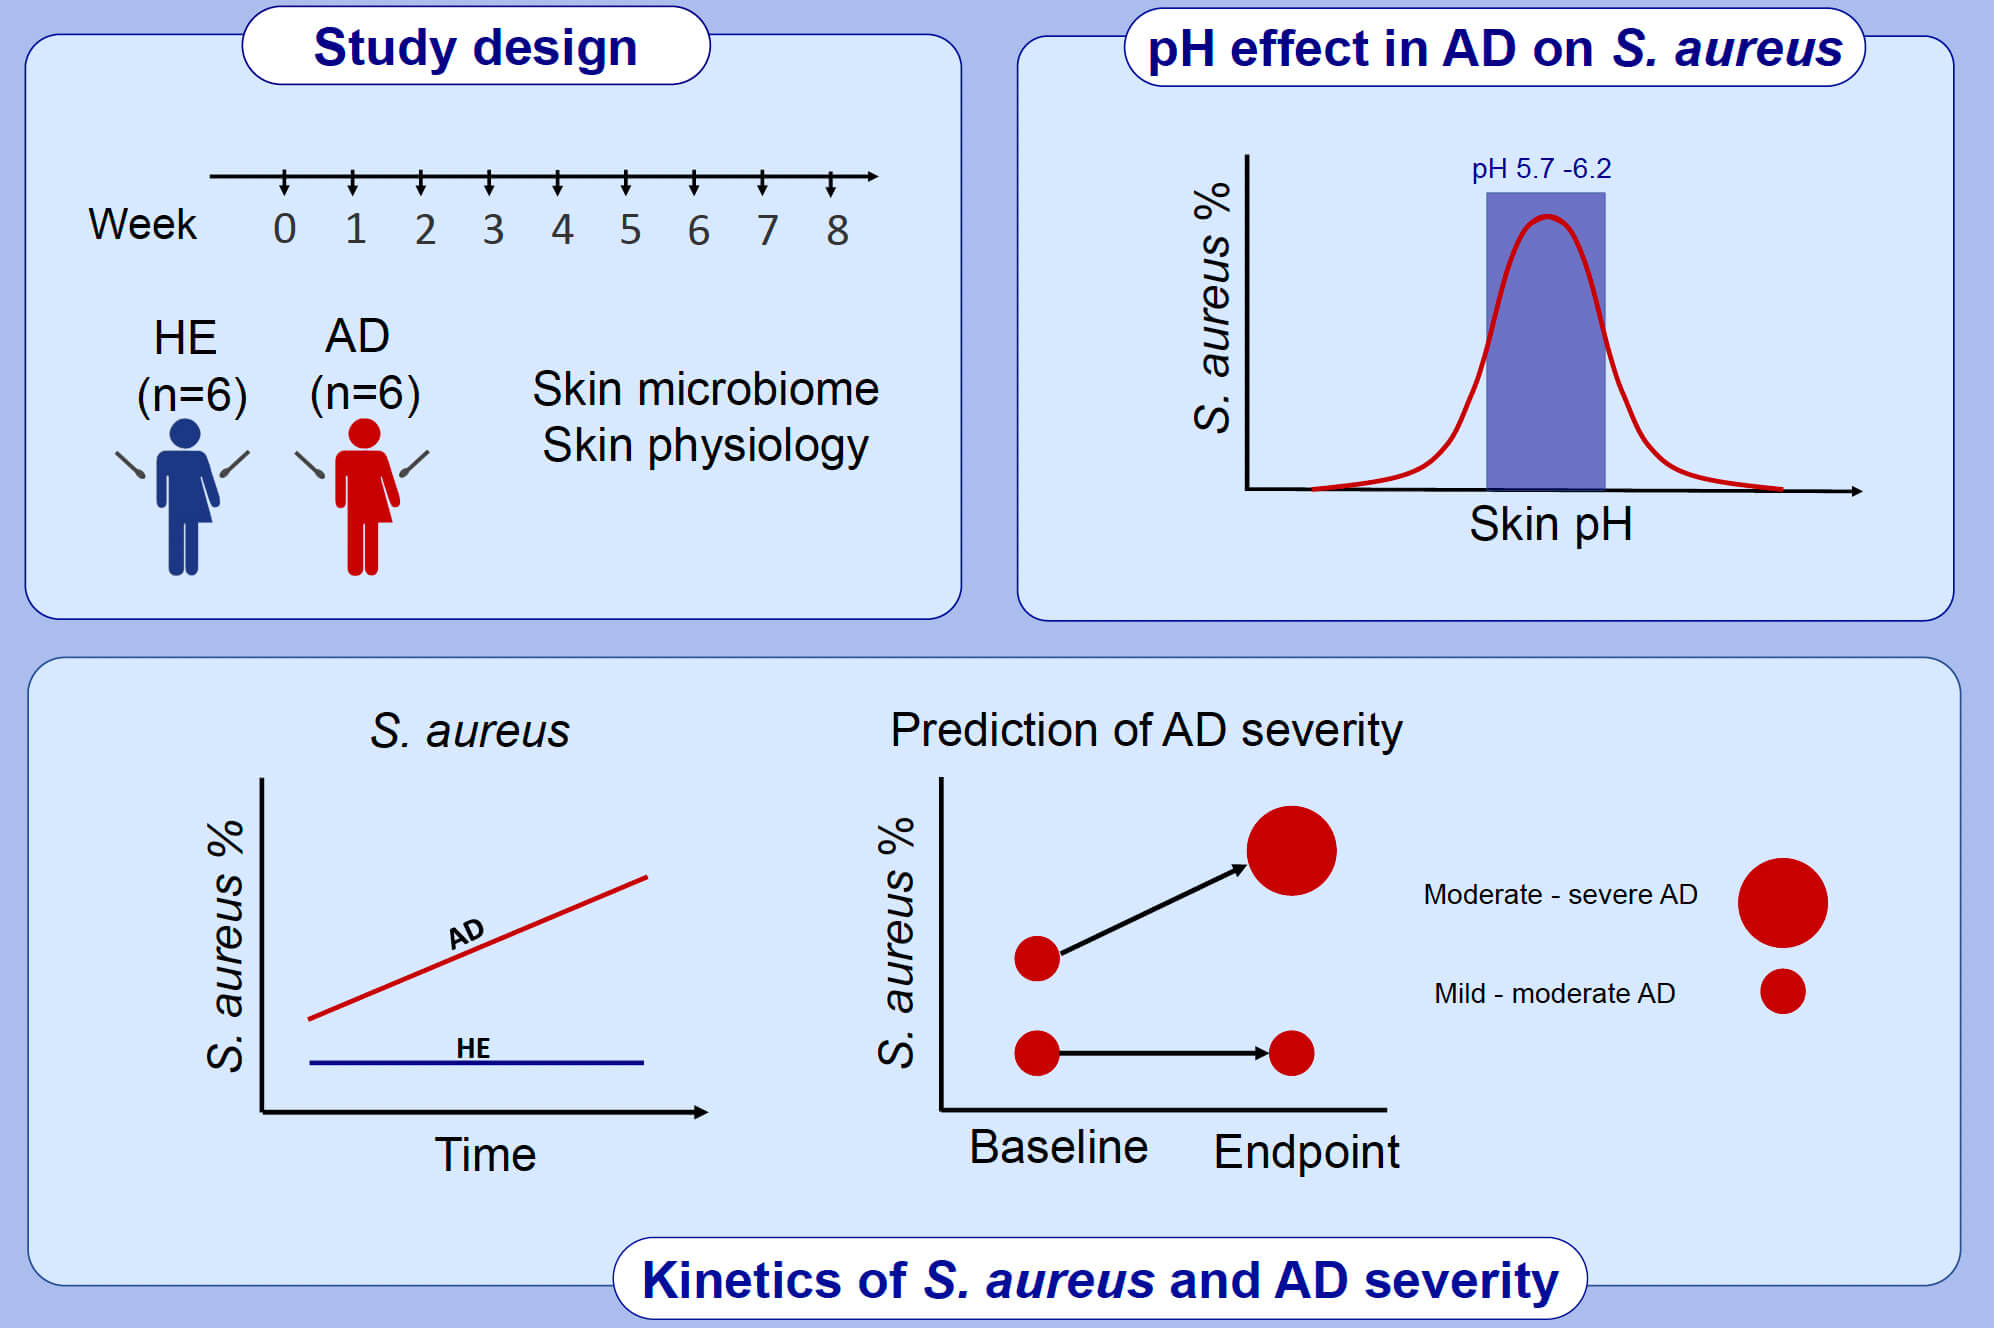 Study design
Week 0 1 2 3 4 5 6 7 8
HE
(n=6)
AD
(n=6)
Skin microbiome
Skin physiology
pH effect in AD on S. aureus
pH 5.7 -6.2
S. aureus %
Skin pH
S. aureus
S. aureus %
AD
HE
Time
Prediction of AD severity
S. aureus %
Baseline
Endpoint
Moderate - severe AD
Mild - moderate AD
Kinetics of S. aureus and AD severity